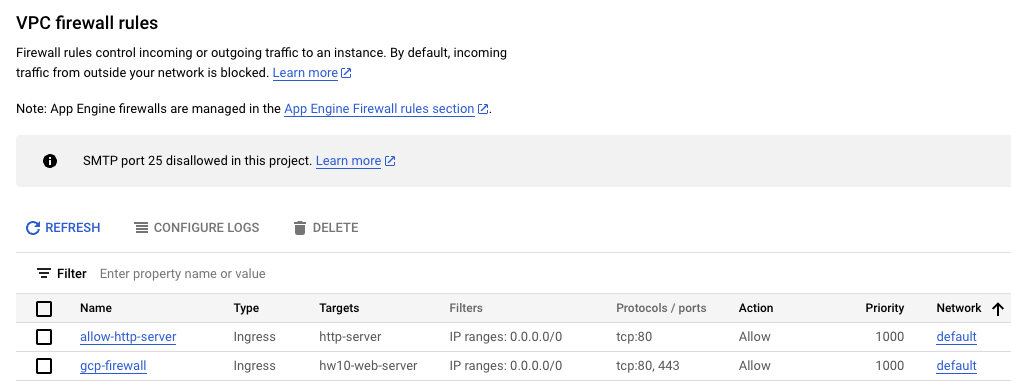 VPC firewall rules
Firewall rules control incoming or outgoing traffic to an instance. By default, incoming
traffic from outside your network is blocked. Learn more
Note: App Engine firewalls are managed in the App Engine Firewall rules section.
SMTP port 25 disallowed in this project. Learn more
REFRESH CONFIGURE LOGS DELETE
Filter Enter property name or value
Name Type Targets Filters Protocols / ports Action Priority Network
allow-http-server Ingress http-server IP ranges: 0.0.0.0/0 tcp:80 Allow 1000 default
gcp-firewall Ingress hw10-web-server IP ranges: 0.0.0.0/0 tcp:80, 443 Allow 1000 default